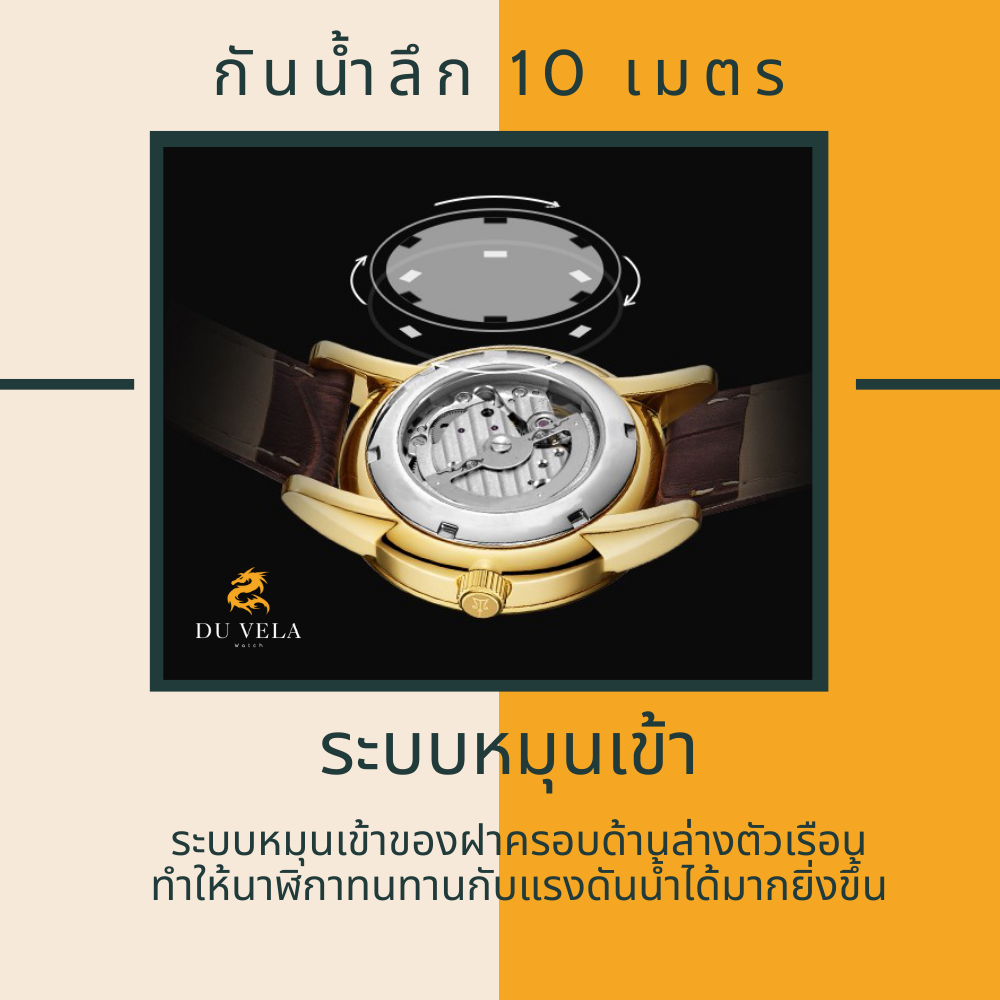 กันน้ำลึก 10 เมตร
DU VELA
Watch
ระบบหมุนเข้า
ระบบหมุนเข้าของฝาครอบด้านล่างตัวเรือน
ทำให้นาฬิกาทนทานกับแรงดันน้ำได้มากยิ่งขึ้น